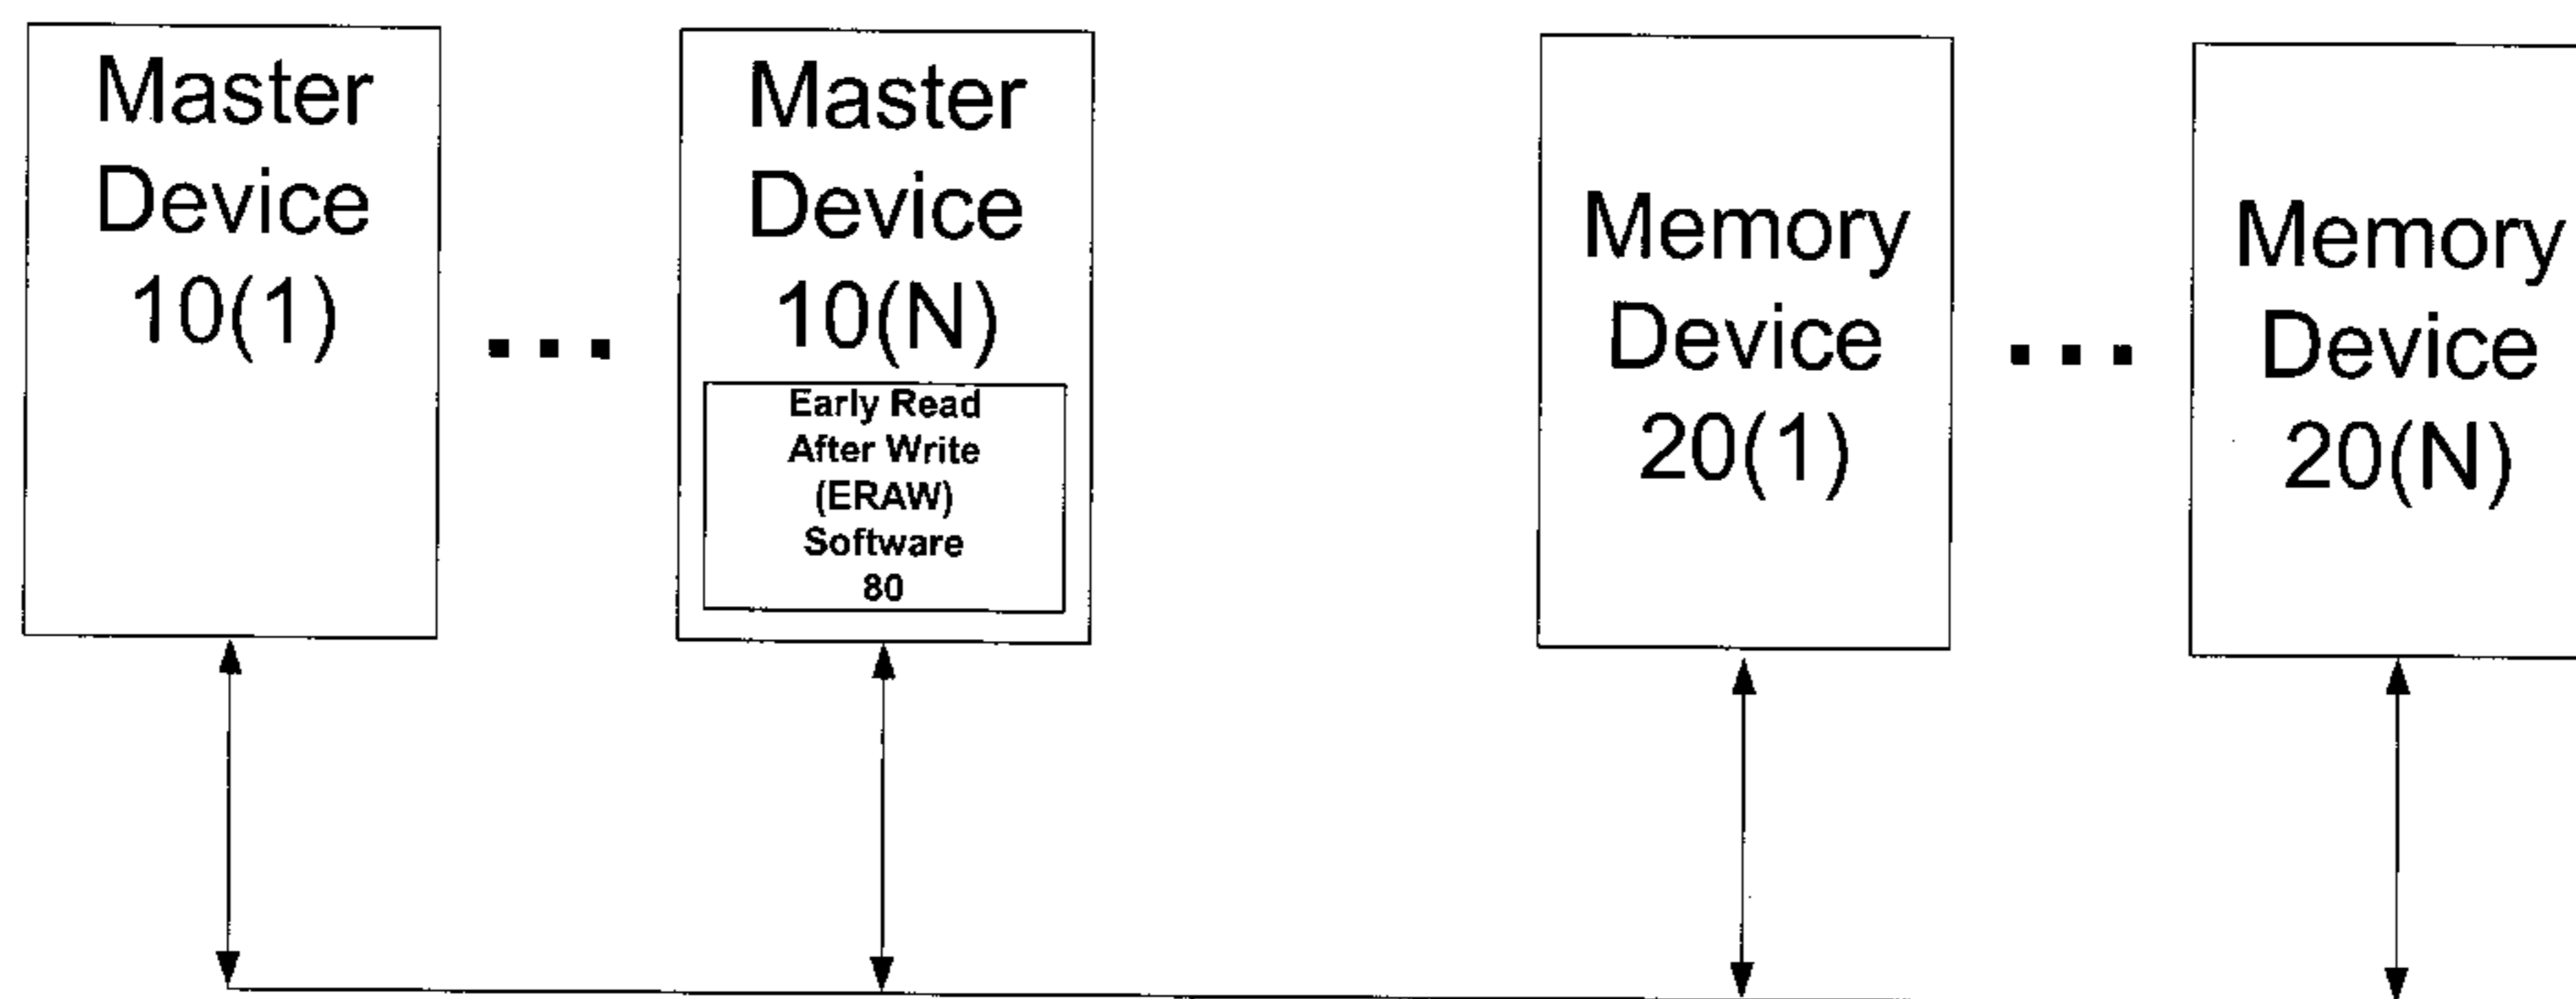 Master
Device
10(1)
Master
Device
10(N)
Early Read
After Write
(ERAW)
Software
80
Memory
Device
20(1)
Memory
Device
20(N)